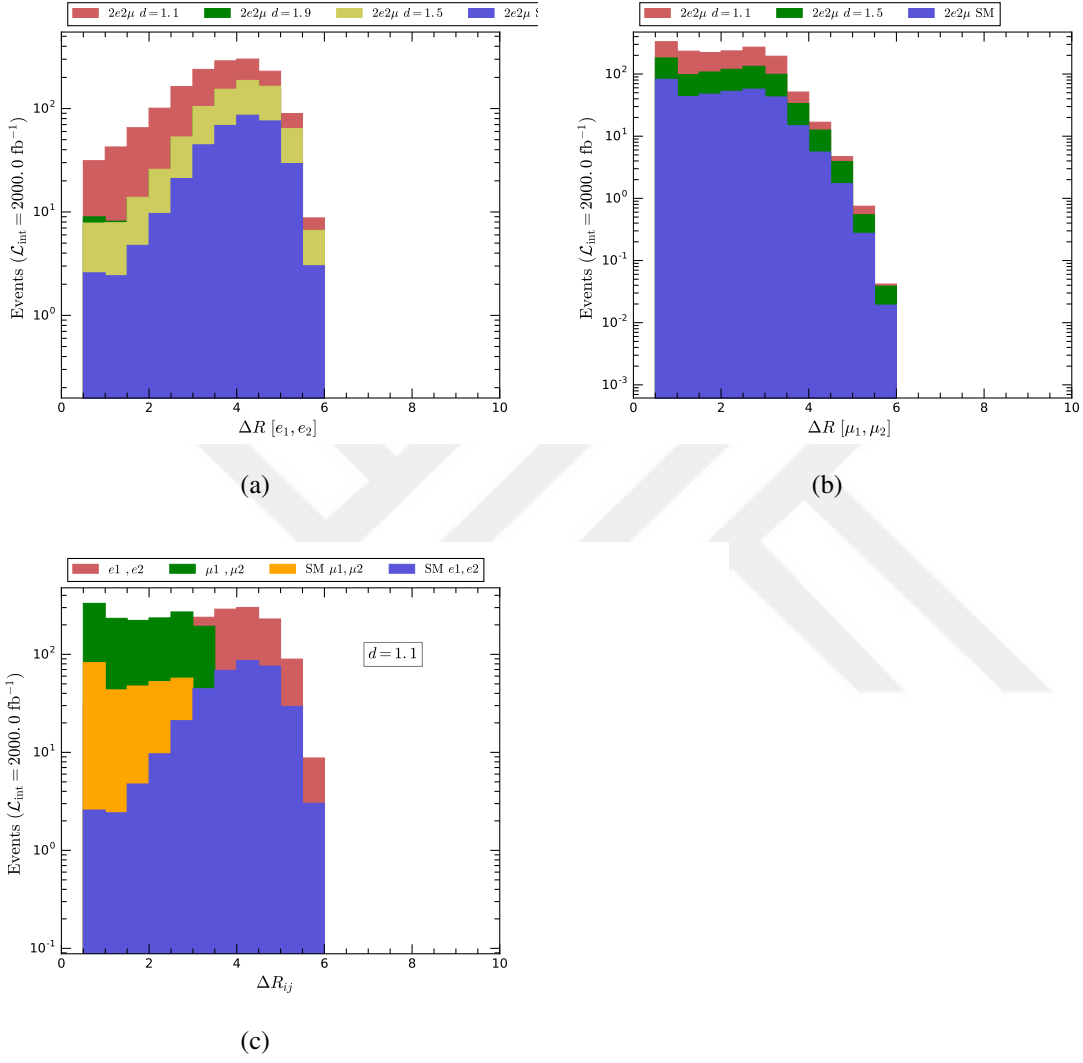 2e2μ d=1.1 2e2μ d=1.9 2e2μ d=1.5 2e2μ S
Events (ℒint = 2000.0 fb⁻¹)
10²
10¹
10⁰
0 2 4 6 8 10
ΔR [e₁, e₂]
(a)
2e2μ d=1.1 2e2μ d=1.5 2e2μ SM
Events (ℒint = 2000.0 fb⁻¹)
10²
10¹
10⁰
10⁻¹
10⁻²
10⁻³
0 2 4 6 8 10
ΔR [μ₁, μ₂]
(b)
e1 ,e2 μ1 ,μ2 SM μ1,μ2 SM e1,e2
Events (ℒint = 2000.0 fb⁻¹)
10²
10¹
10⁰
10⁻¹
d=1.1
0 2 4 6 8 10
ΔRij
(c)